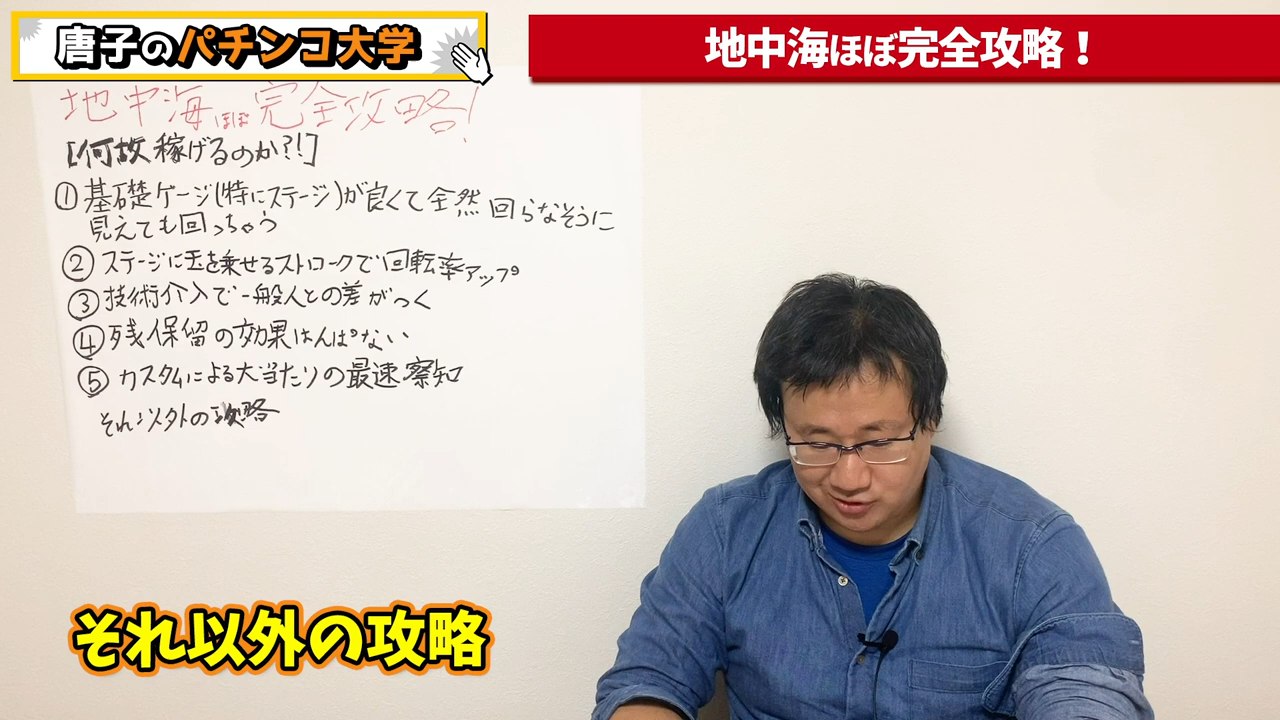 唐子のパチンコ大学
地中海ほぼ完全攻略！
地中海ほぼ完全攻略!
[何故稼げるのか?!]
①基礎ゲージ(特にステージ)が良くて全然回らなそうに
見えても回っちゃう
②ステージに玉を乗せるストロークで回転率アップ
③技術介入で一般人との差がつく
④残保留の効果はんぱない
⑤カスタムによる大当たりの最速察知
それ以外の攻略
それ以外の攻略